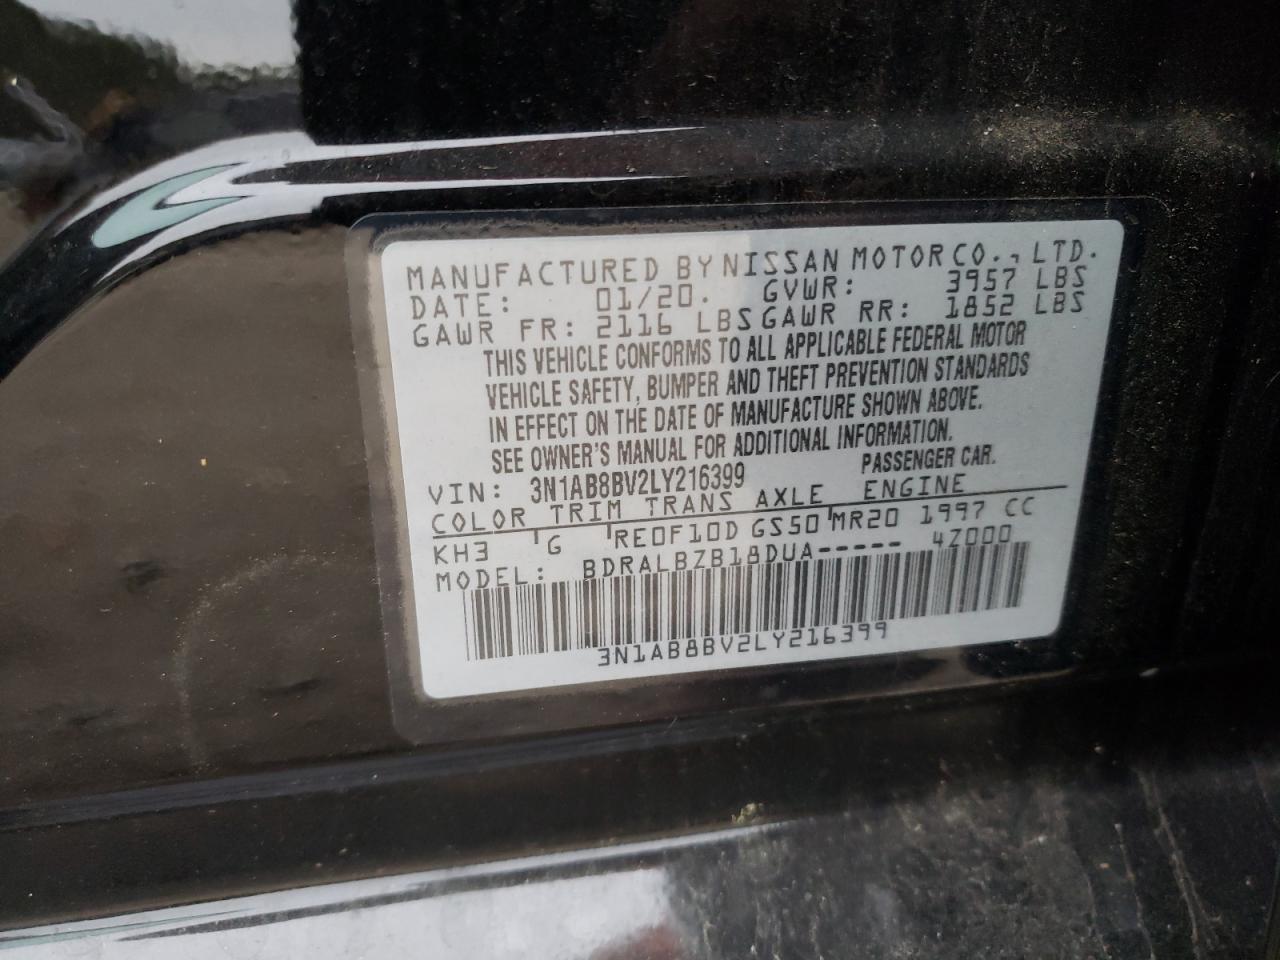 MANUFACTURED BY NISSAN MOTOR CO., LTD.
DATE: 01/20. GVWR: 3957 LBS
GAWR FR: 2116 LBS GAWR RR: 1852 LBS
THIS VEHICLE CONFORMS TO ALL APPLICABLE FEDERAL MOTOR
VEHICLE SAFETY, BUMPER AND THEFT PREVENTION STANDARDS
IN EFFECT ON THE DATE OF MANUFACTURE SHOWN ABOVE.
SEE OWNER'S MANUAL FOR ADDITIONAL INFORMATION.
VIN: 3N1AB8BV2LY216399 PASSENGER CAR.
COLOR TRIM TRANS AXLE ENGINE
KH3 G RE0F10D GS50 MR20 1997 CC
MODEL: BDRALBZB18DUA----- 4Z000
3N1AB8BV2LY216399